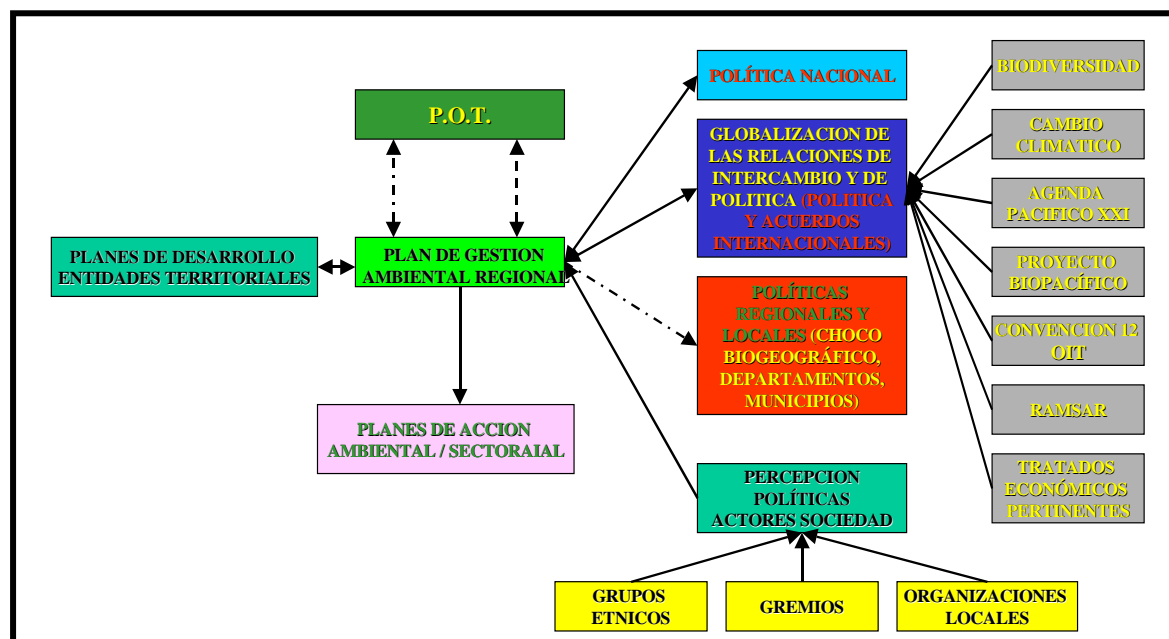 P.O.T.
PLANES DE DESARROLLO
ENTIDADES TERRITORIALES
PLAN DE GESTION
AMBIENTAL REGIONAL
PLANES DE ACCION
AMBIENTAL / SECTORAIAL
POLÍTICA NACIONAL
GLOBALIZACION DE
LAS RELACIONES DE
INTERCAMBIO Y DE
POLITICA (POLITICA
Y ACUERDOS
INTERNACIONALES)
POLÍTICAS
REGIONALES Y
LOCALES (CHOCO
BIOGEOGRÁFICO,
DEPARTAMENTOS,
MUNICIPIOS)
PERCEPCION
POLÍTICAS
ACTORES SOCIEDAD
GRUPOS
ETNICOS
GREMIOS
ORGANIZACIONES
LOCALES
BIODIVERSIDAD
CAMBIO
CLIMATICO
AGENDA
PACIFICO XXI
PROYECTO
BIOPACÍFICO
CONVENCION 12
OIT
RAMSAR
TRATADOS
ECONÓMICOS
PERTINENTES